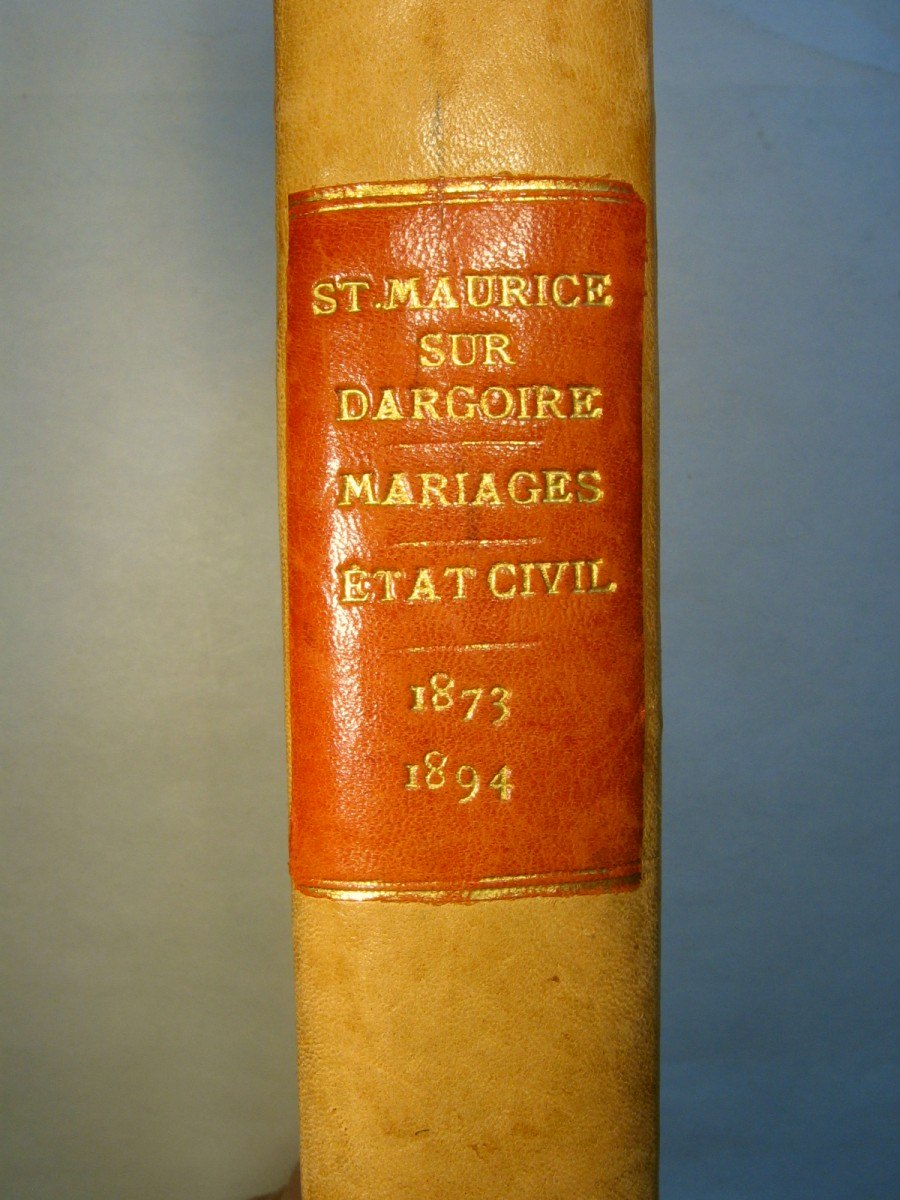 ST. MAURICE
SUR
DARGOIRE
MARIAGES
ÉTAT CIVIL
1873
1894